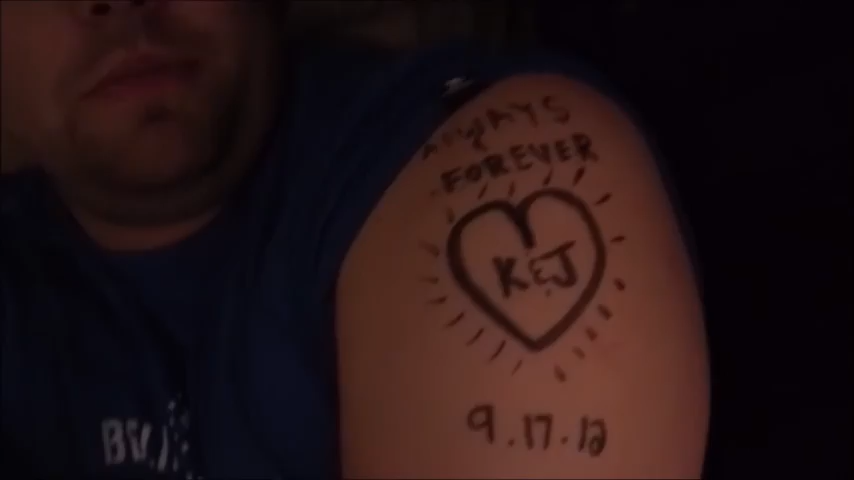 ALWAYS
&
FOREVER
K&J
9.17.12